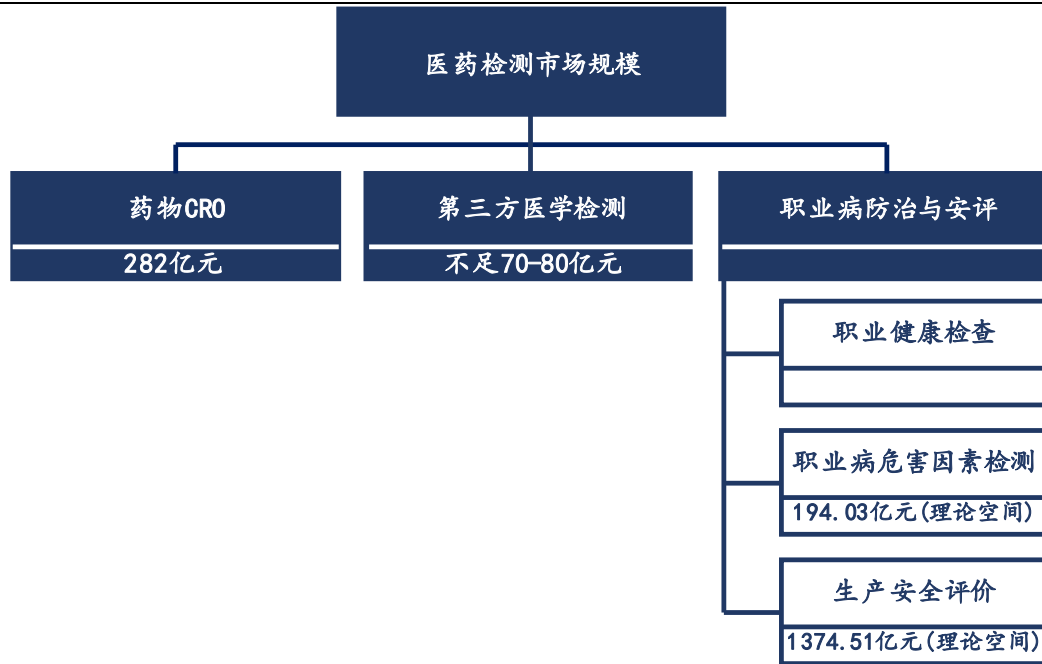 医药检测市场规模
药物CRO
282亿元
第三方医学检测
不足70-80亿元
职业病防治与安评
职业健康检查
职业病危害因素检测
194.03亿元(理论空间)
生产安全评价
1374.51亿元(理论空间)